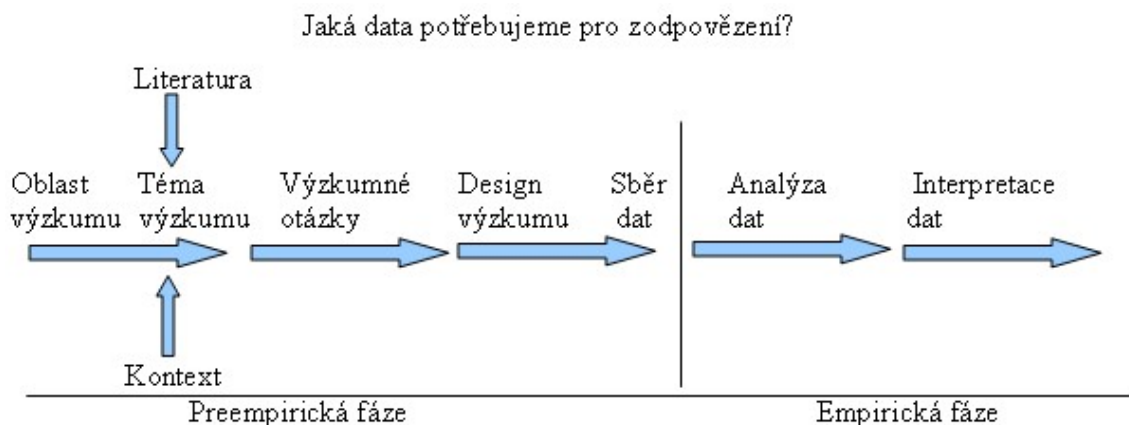 Jaká data potřebujeme pro zodpovězení?
Literatura
Oblast výzkumu
Téma výzkumu
Výzkumné otázky
Design výzkumu
Sběr dat
Analýza dat
Interpretace dat
Kontext
Preempirická fáze
Empirická fáze